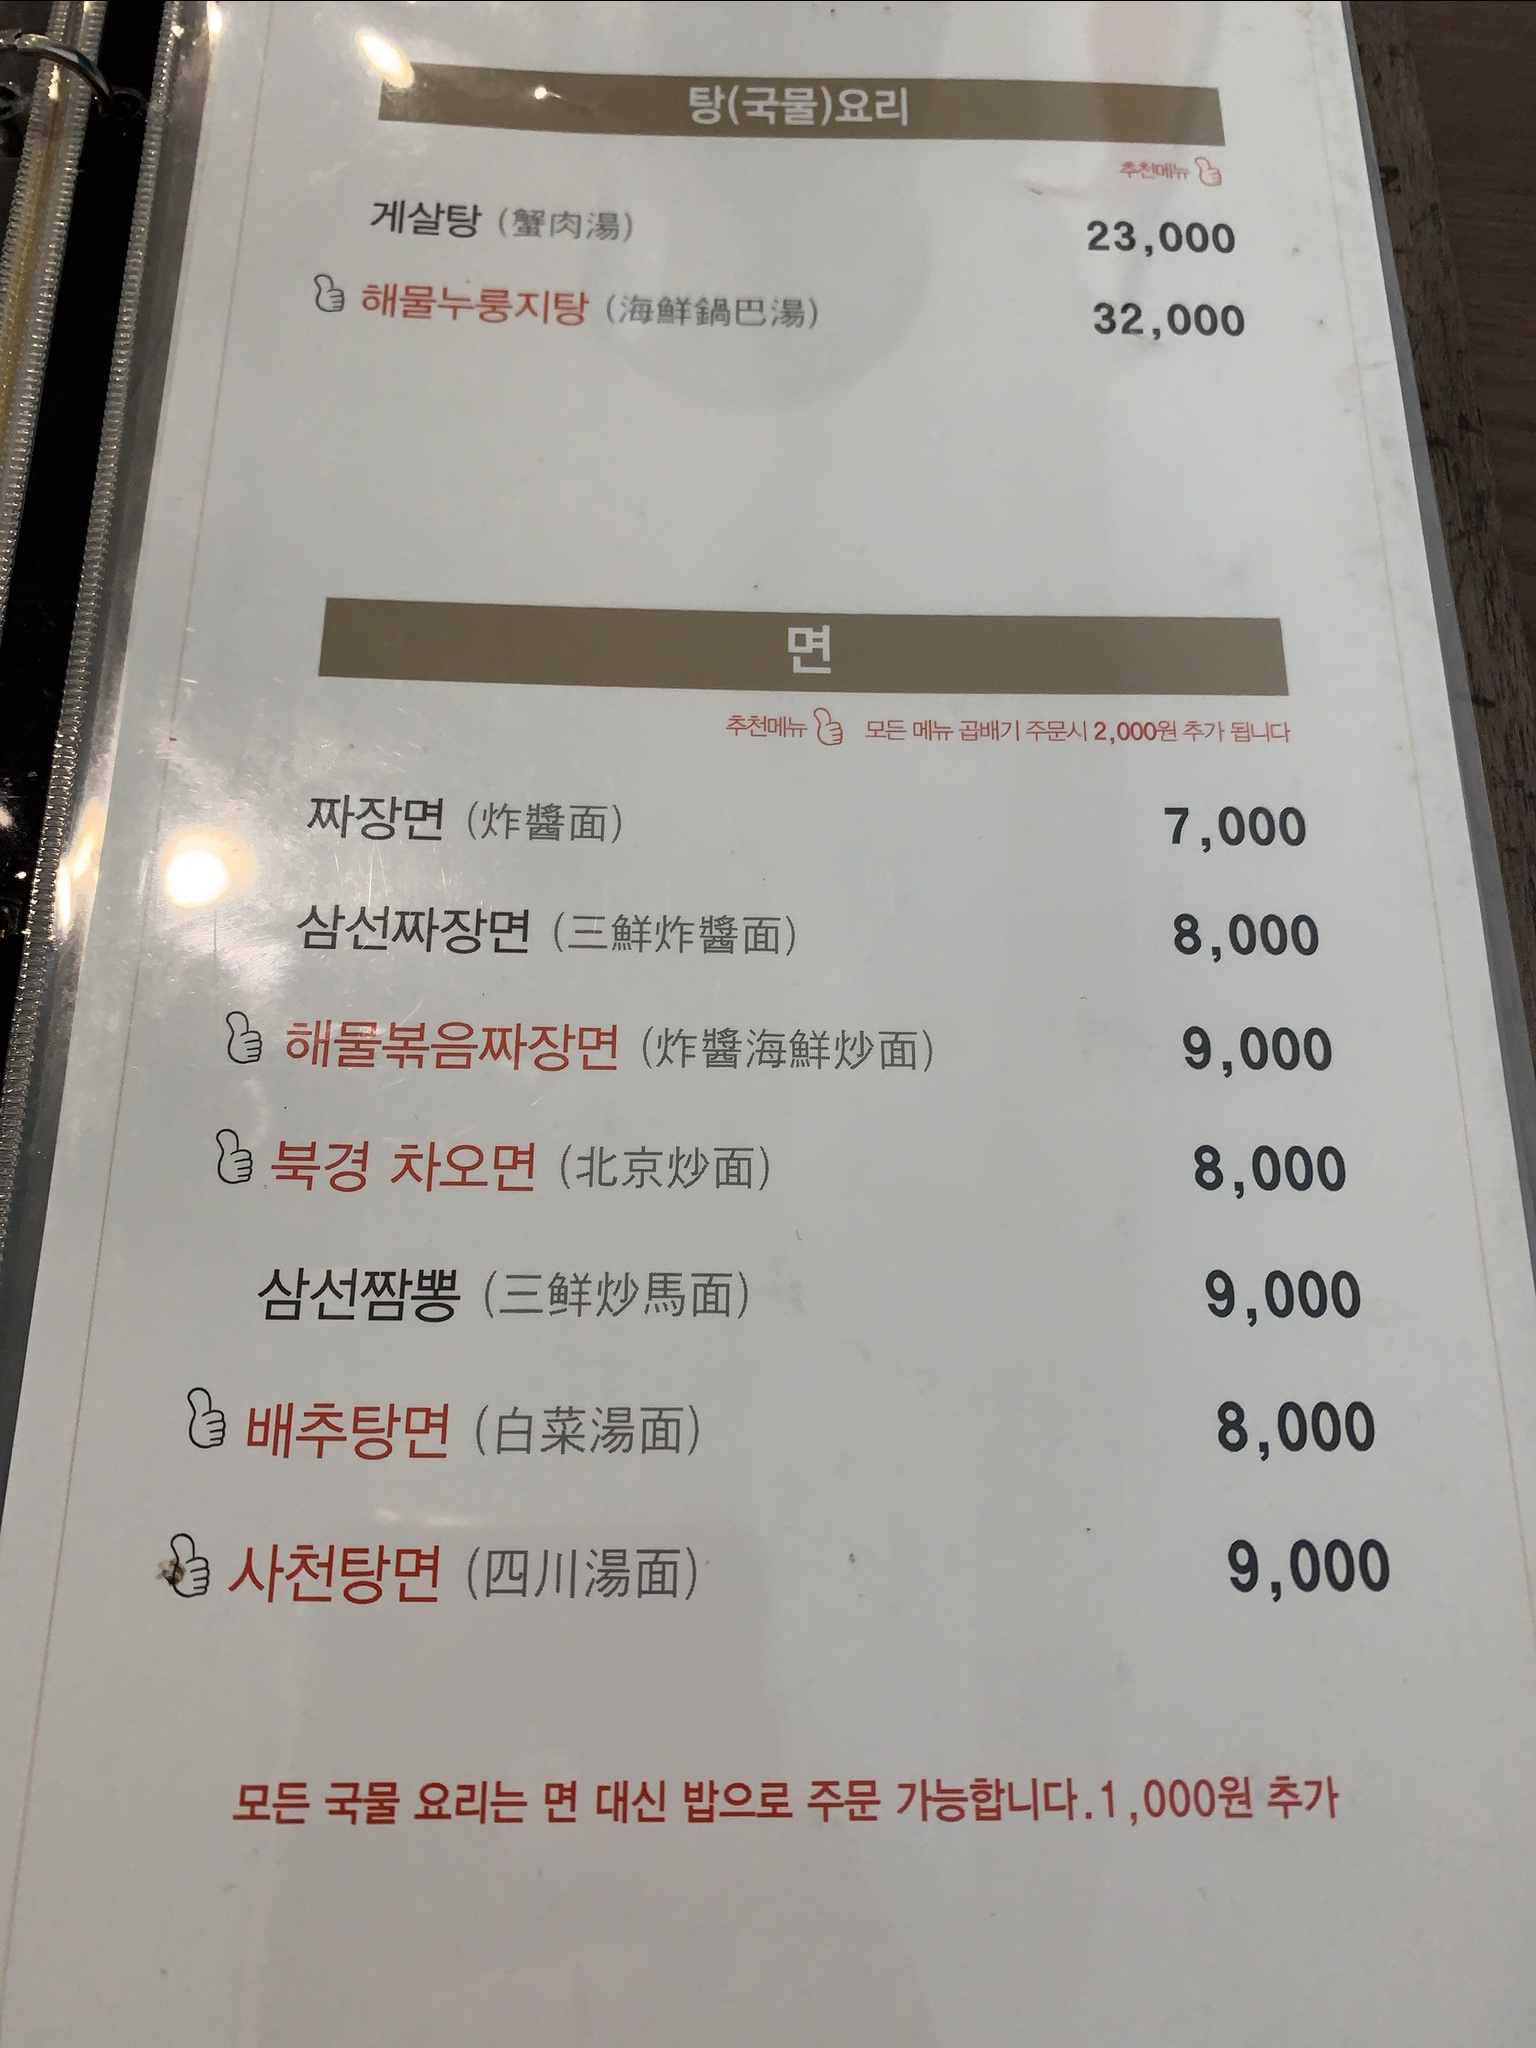 탕(국물)요리
추천메뉴
게살탕 (蟹肉湯) 23,000
해물누룽지탕 (海鮮鍋巴湯) 32,000
면
추천메뉴 모든 메뉴 곱배기 주문시 2,000원 추가 됩니다
짜장면 (炸醬面) 7,000
삼선짜장면 (三鮮炸醬面) 8,000
해물볶음짜장면 (炸醬海鮮炒面) 9,000
북경 차오면 (北京炒面) 8,000
삼선짬뽕 (三鲜炒馬面) 9,000
배추탕면 (白菜湯面) 8,000
사천탕면 (四川湯面) 9,000
모든 국물 요리는 면 대신 밥으로 주문 가능합니다.1,000원 추가